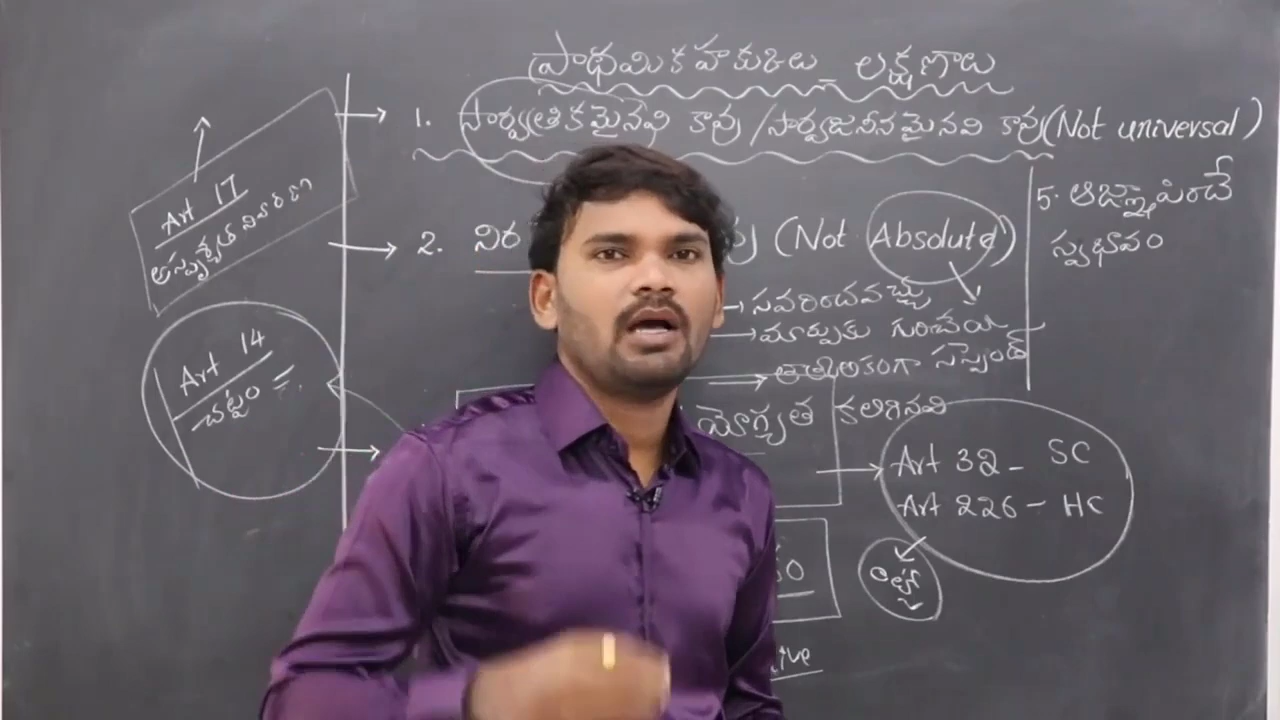 ప్రాథమిక హక్కులు - లక్షణాలు
1. సార్వత్రికమైనవి కావు / సార్వజనీనమైనవి కావు (Not universal)
2. నిర వు (Not Absolute)
→ సవరించవచ్చు
→ మార్పుకు గురిచేయు
→ తాత్కాలికంగా సస్పెండ్
యోగ్యత కలిగినవి
Art 32 - SC
Art 226 - HC
5. ఆజ్ఞాపించే
స్వభావం
Art 17
అస్పృశ్యత నివారణ
Art 14
చట్టం =
ive